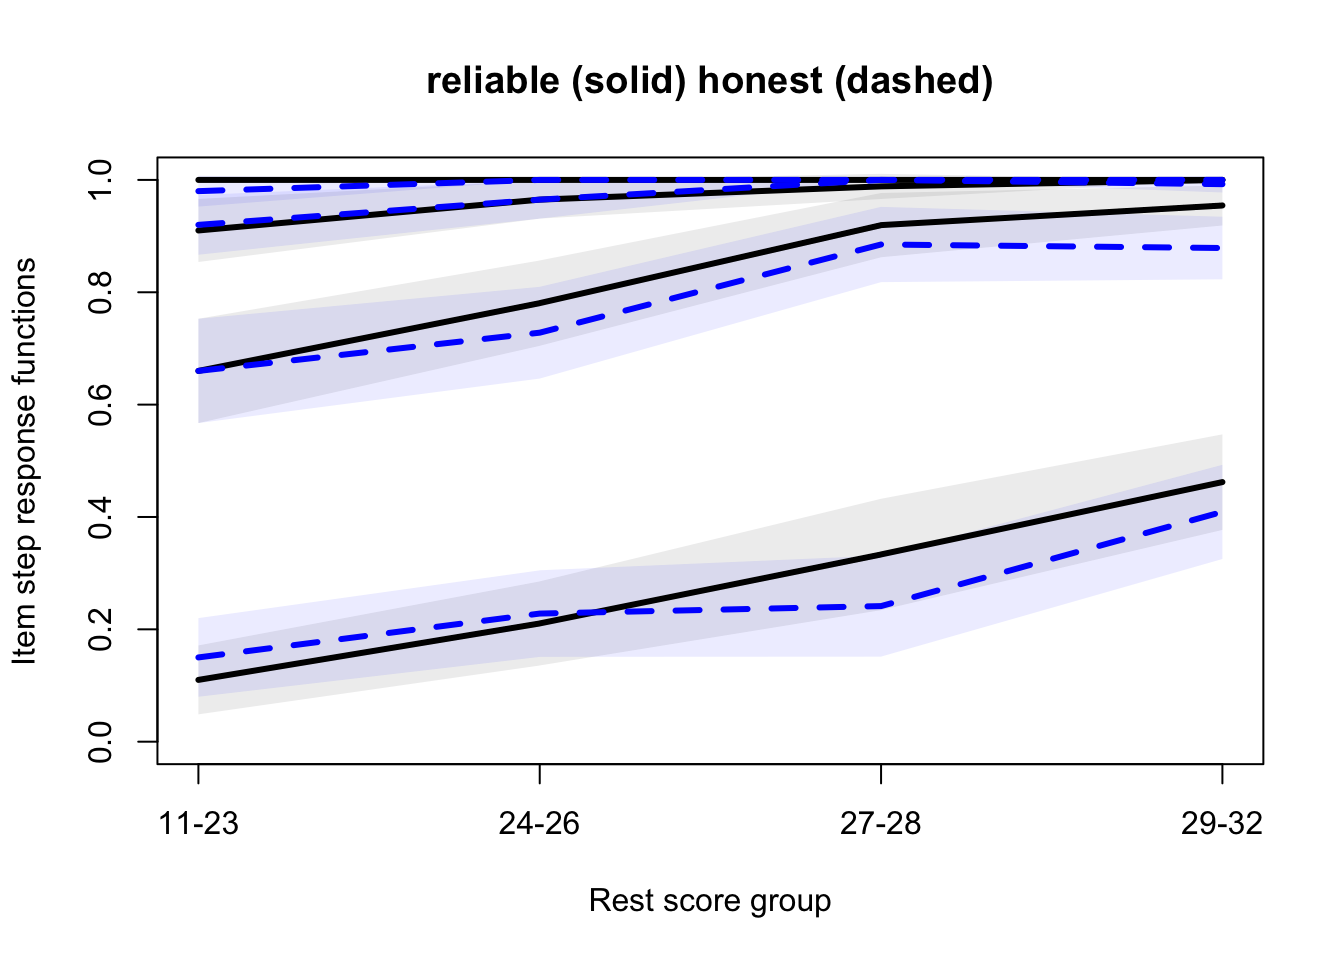 reliable (solid) honest (dashed)
Item step response functions
1.0
0.8
0.6
0.4
0.2
0.0
11-23 24-26 27-28 29-32
Rest score group